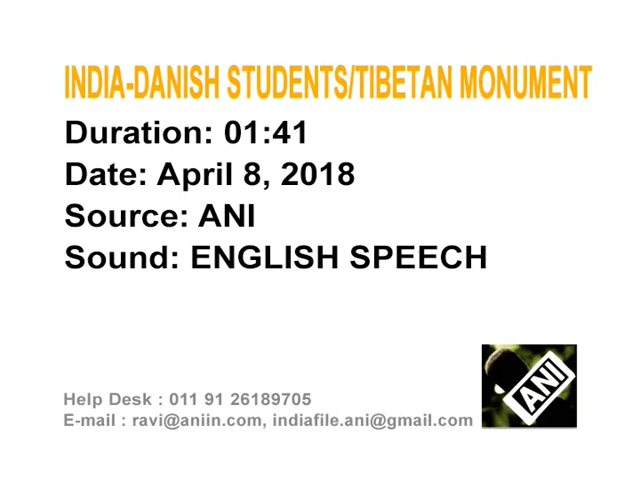 INDIA-DANISH STUDENTS/TIBETAN MONUMENT
Duration: 01:41
Date: April 8, 2018
Source: ANI
Sound: ENGLISH SPEECH
Help Desk : 011 91 26189705
E-mail : ravi@aniin.com, indiafile.ani@gmail.com
ANI